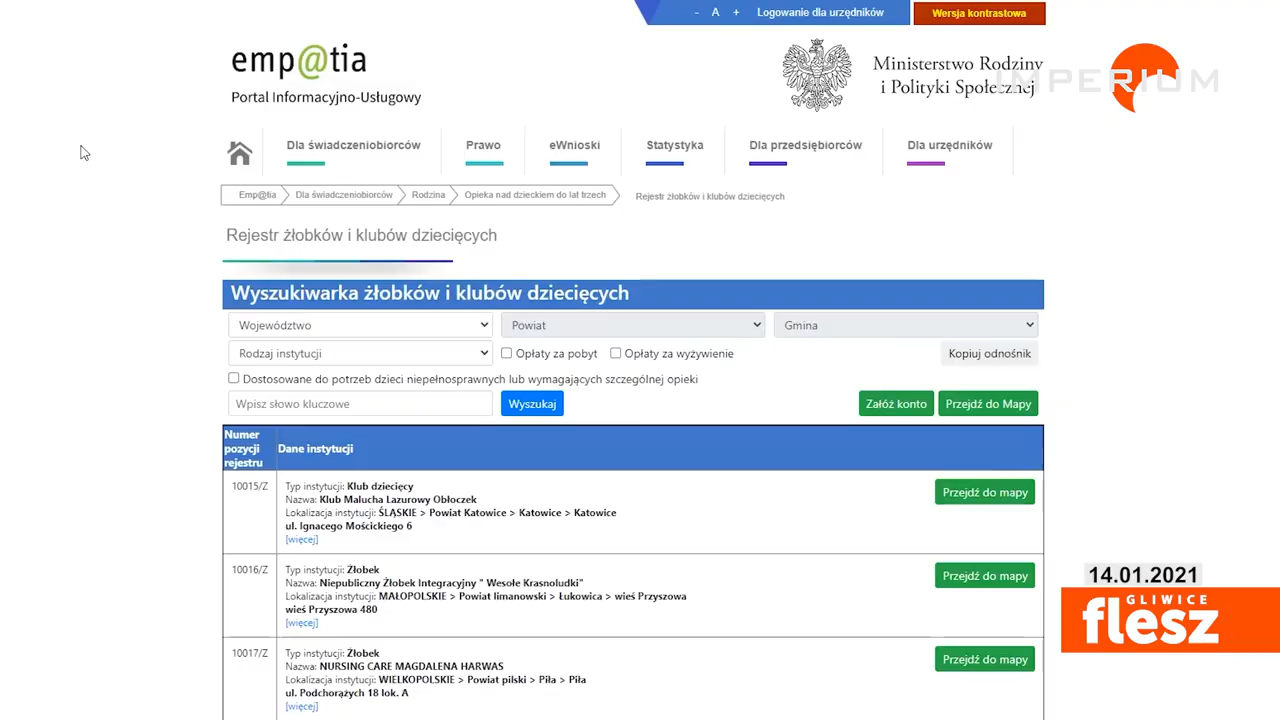 - A + Logowanie dla urzędników Wersja kontrastowa
emp@tia
Portal Informacyjno-Usługowy
Ministerstwo Rodziny
i Polityki Społecznej
IMPERIUM
Dla świadczeniobiorców Prawo eWnioski Statystyka Dla przedsiębiorców Dla urzędników
Emp@tia Dla świadczeniobiorców Rodzina Opieka nad dzieckiem do lat trzech Rejestr żłobków i klubów dziecięcych
Rejestr żłobków i klubów dziecięcych
Wyszukiwarka żłobków i klubów dziecięcych
Województwo Powiat Gmina
Rodzaj instytucji Opłaty za pobyt Opłaty za wyżywienie Kopiuj odnośnik
Dostosowane do potrzeb dzieci niepełnosprawnych lub wymagających szczególnej opieki
Wpisz słowo kluczowe Wyszukaj Załóż konto Przejdź do Mapy
Numer
pozycji
rejestru
Dane instytucji
10015/Z Typ instytucji: Klub dziecięcy
Nazwa: Klub Malucha Lazurowy Obłoczek
Lokalizacja instytucji: ŚLĄSKIE > Powiat Katowice > Katowice > Katowice
ul. Ignacego Mościckiego 6
[więcej]
Przejdź do mapy
10016/Z Typ instytucji: Żłobek
Nazwa: Niepubliczny Żłobek Integracyjny " Wesołe Krasnoludki"
Lokalizacja instytucji: MAŁOPOLSKIE > Powiat limanowski > Łukowica > wieś Przyszowa
wieś Przyszowa 480
[więcej]
Przejdź do mapy
10017/Z Typ instytucji: Żłobek
Nazwa: NURSING CARE MAGDALENA HARWAS
Lokalizacja instytucji: WIELKOPOLSKIE > Powiat pilski > Piła > Piła
ul. Podchorążych 18 lok. A
[więcej]
Przejdź do mapy
14.01.2021
GLIWICE
flesz